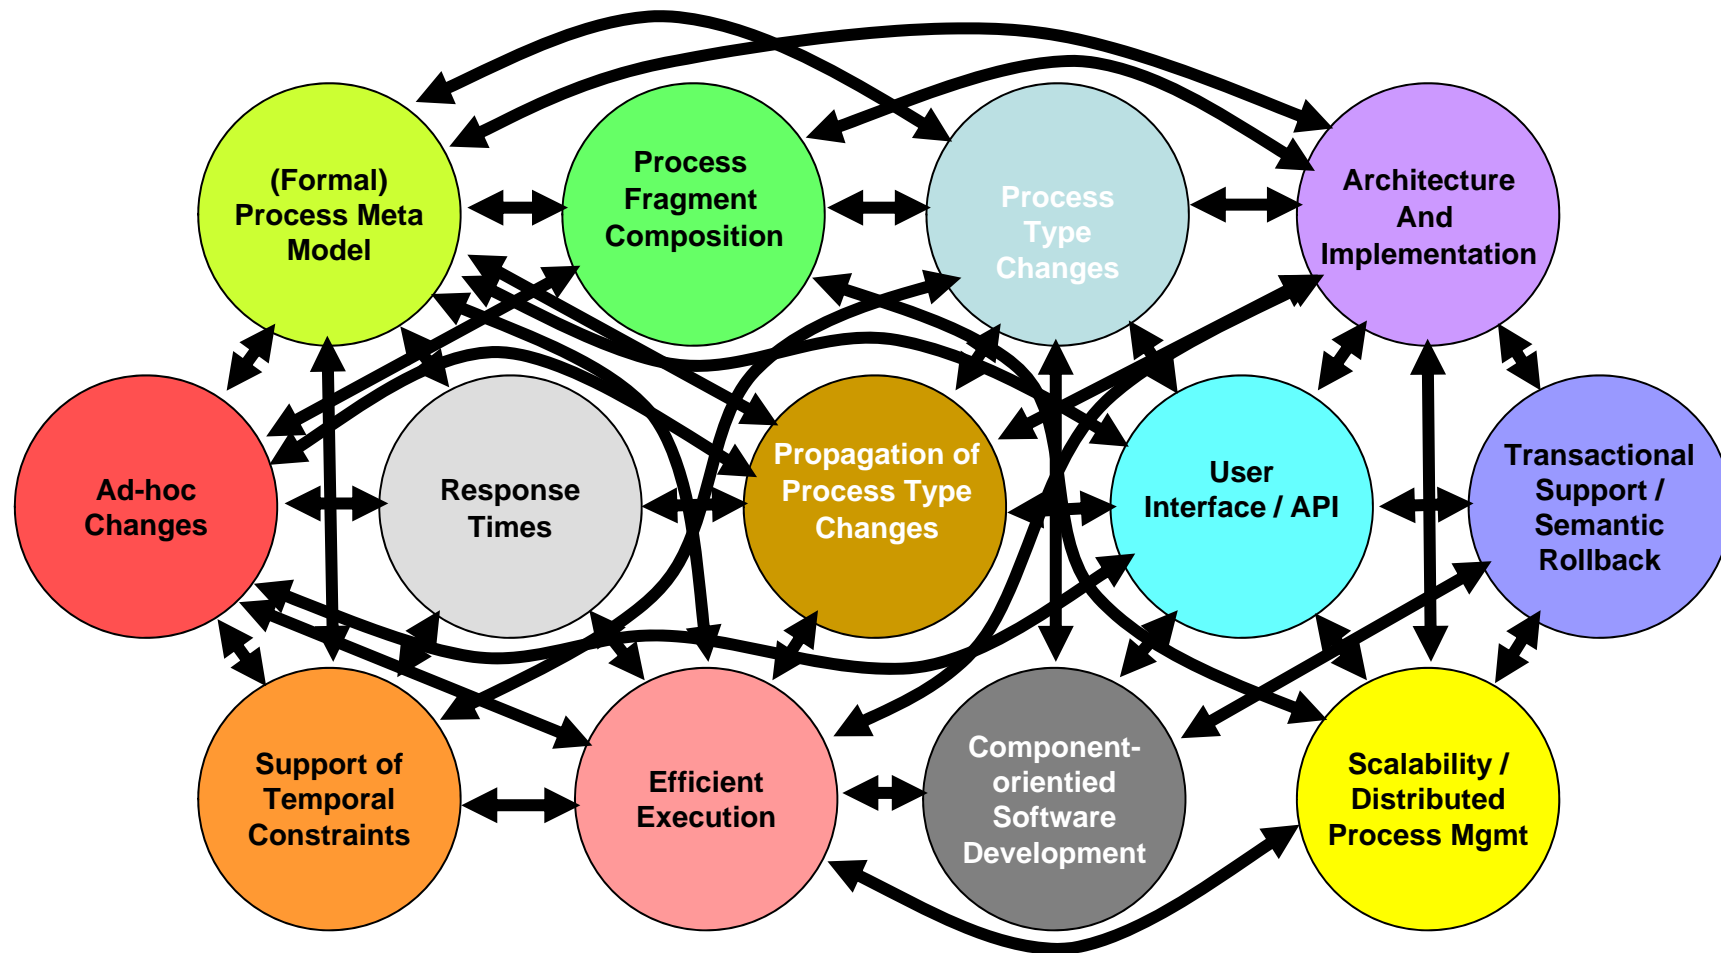 (Formal)
Process Meta
Model
Process
Fragment
Composition
Process
Type
Changes
Architecture
And
Implementation
Ad-hoc
Changes
Response
Times
Propagation of
Process Type
Changes
User
Interface / API
Transactional
Support /
Semantic
Rollback
Support of
Temporal
Constraints
Efficient
Execution
Component-
orientied
Software
Development
Scalability /
Distributed
Process Mgmt